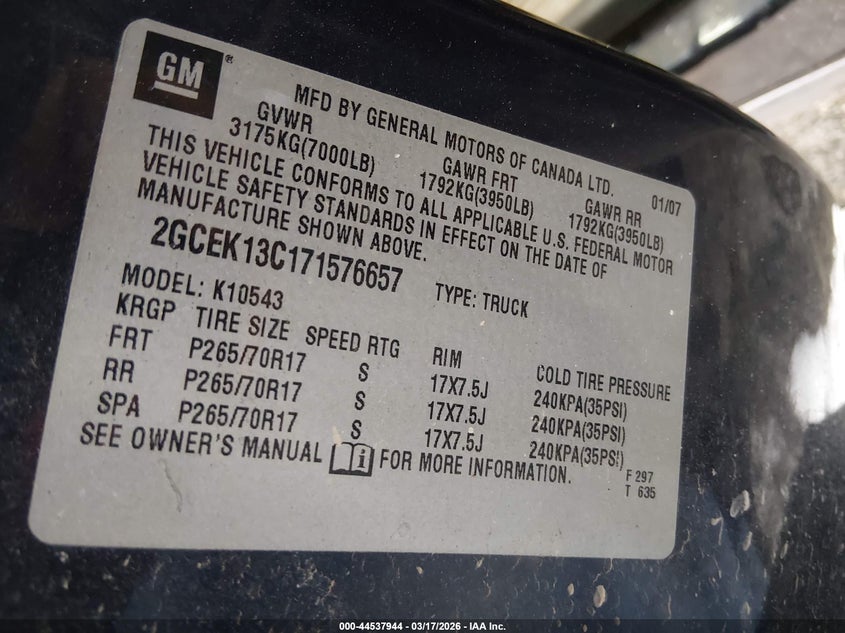 GM®
MFD BY GENERAL MOTORS OF CANADA LTD. 01/07
GVWR GAWR FRT GAWR RR
3175KG(7000LB) 1792KG(3950LB) 1792KG(3950LB)
THIS VEHICLE CONFORMS TO ALL APPLICABLE U.S. FEDERAL MOTOR
VEHICLE SAFETY STANDARDS IN EFFECT ON THE DATE OF
MANUFACTURE SHOWN ABOVE.
2GCEK13C171576657 TYPE: TRUCK
MODEL: K10543
KRGP TIRE SIZE SPEED RTG RIM COLD TIRE PRESSURE
FRT P265/70R17 S 17X7.5J 240KPA(35PSI)
RR P265/70R17 S 17X7.5J 240KPA(35PSI)
SPA P265/70R17 S 17X7.5J 240KPA(35PSI)
SEE OWNER'S MANUAL i FOR MORE INFORMATION.
F 297
T 635
000-44537944 | 03/17/2026 - IAA Inc.